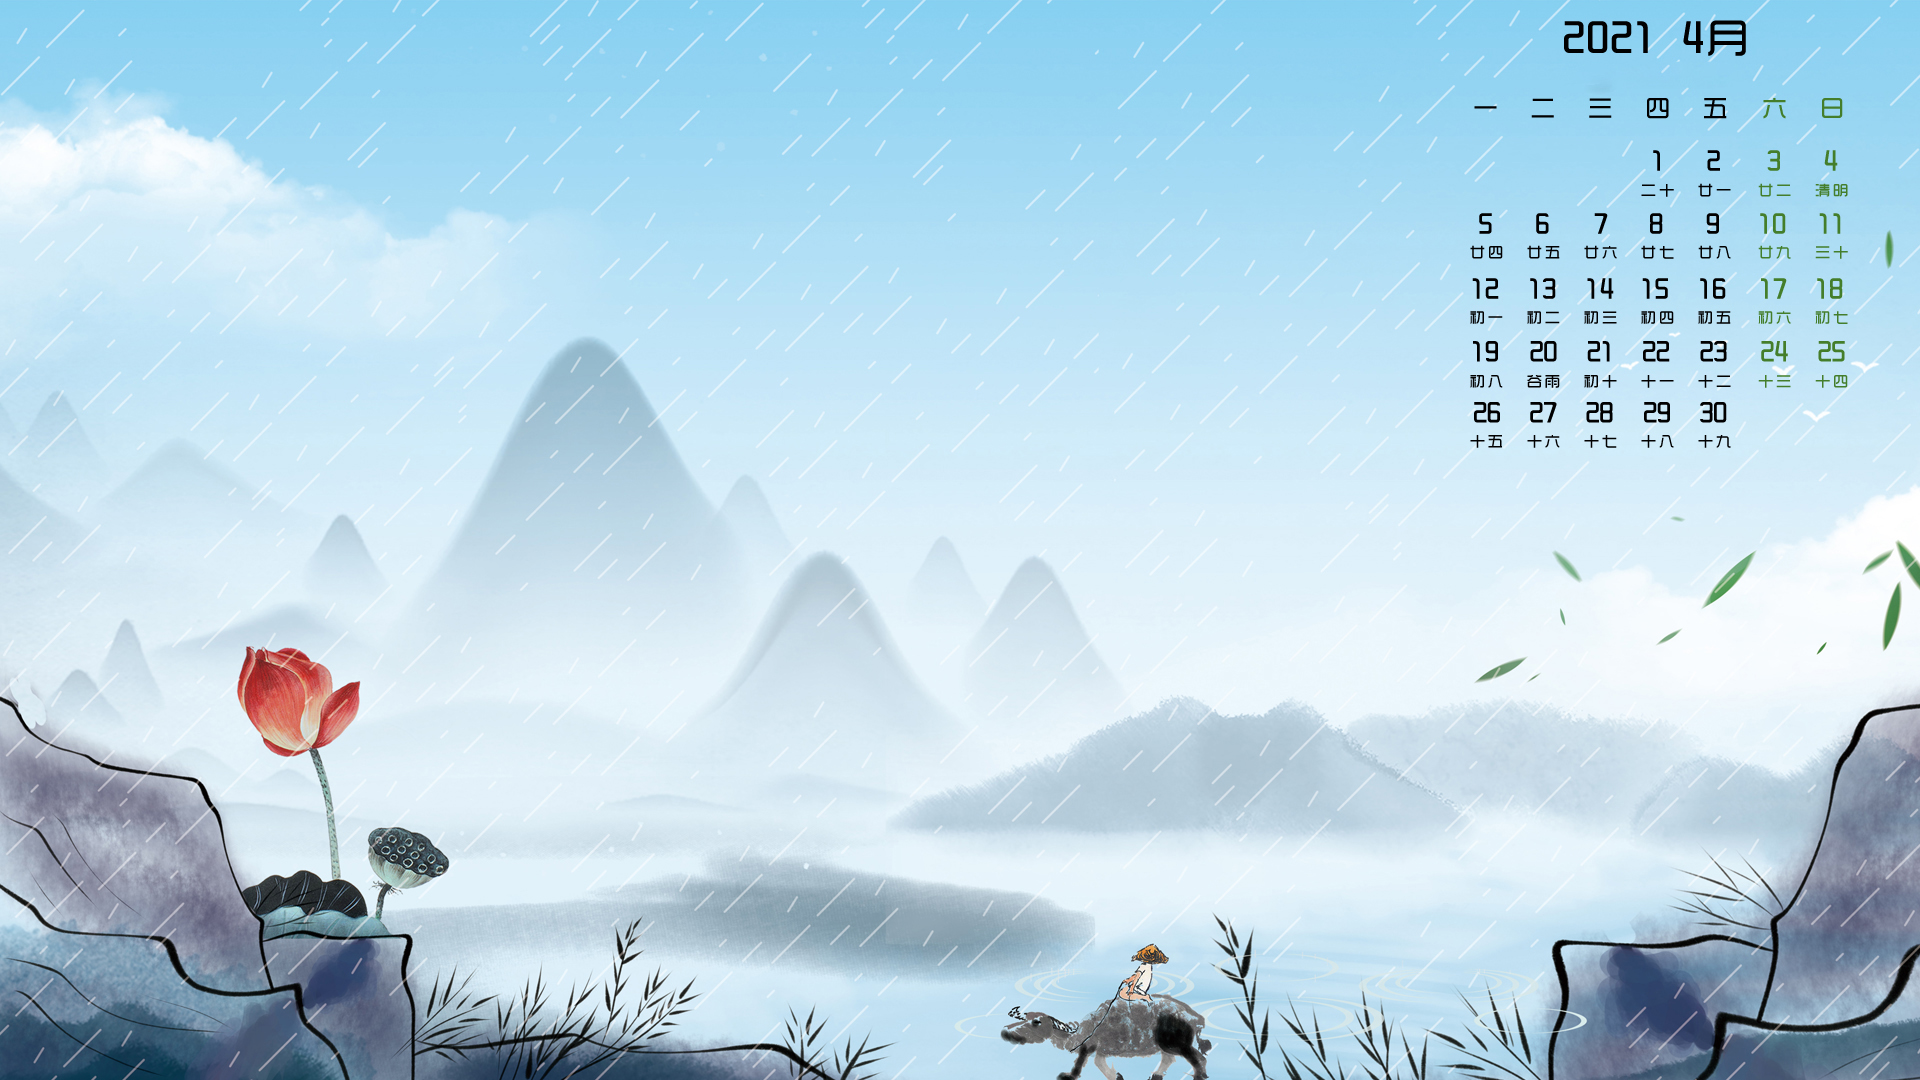 2021 4月
一 二 三 四 五 六 日
1 2 3 4
二十 廿一 廿二 清明
5 6 7 8 9 10 11
廿四 廿五 廿六 廿七 廿八 廿九 三十
12 13 14 15 16 17 18
初一 初二 初三 初四 初五 初六 初七
19 20 21 22 23 24 25
初八 谷雨 初十 十一 十二 十三 十四
26 27 28 29 30
十五 十六 十七 十八 十九